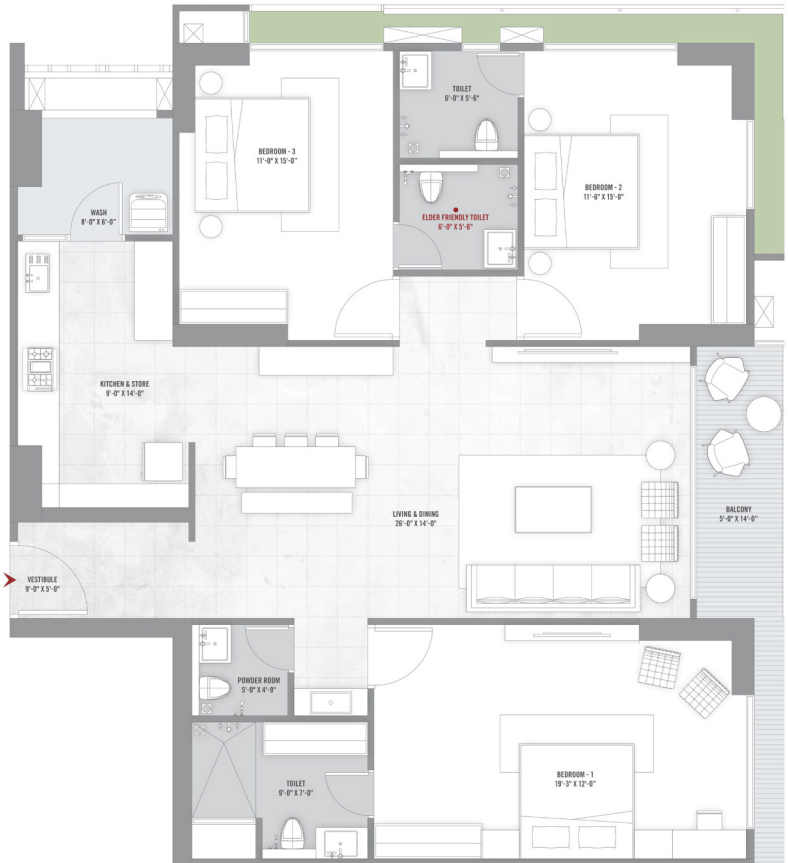 TOILET
6'-0" X 5'-6"
BEDROOM - 3
11'-0" X 15'-0"
BEDROOM - 2
11'-6" X 15'-0"
WASH
8'-0" X 6'-0"
ELDER FRIENDLY TOILET
6'-0" X 5'-6"
KITCHEN & STORE
9'-0" X 14'-0"
LIVING & DINING
26'-0" X 14'-0"
BALCONY
5'-0" X 14'-0"
VESTIBULE
9'-0" X 5'-0"
POWDER ROOM
5'-0" X 4'-9"
TOILET
9'-0" X 7'-0"
BEDROOM - 1
19'-3" X 12'-0"